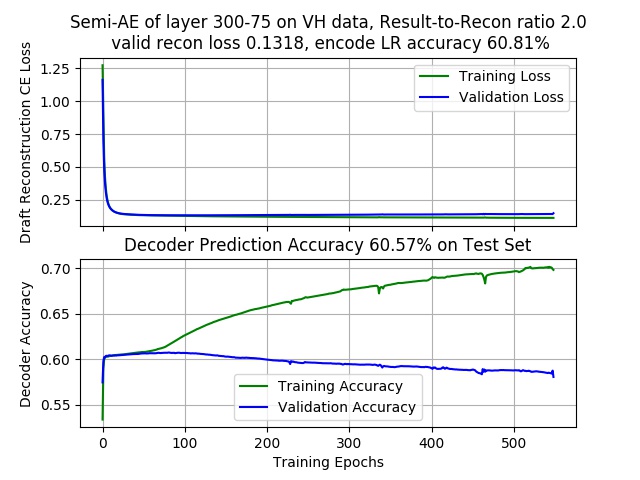 Semi-AE of layer 300-75 on VH data, Result-to-Recon ratio 2.0
valid recon loss 0.1318, encode LR accuracy 60.81%
Draft Reconstruction CE Loss
1.25
1.00
0.75
0.50
0.25
Training Loss
Validation Loss
Decoder Prediction Accuracy 60.57% on Test Set
Decoder Accuracy
0.70
0.65
0.60
0.55
Training Accuracy
Validation Accuracy
0 100 200 300 400 500
Training Epochs